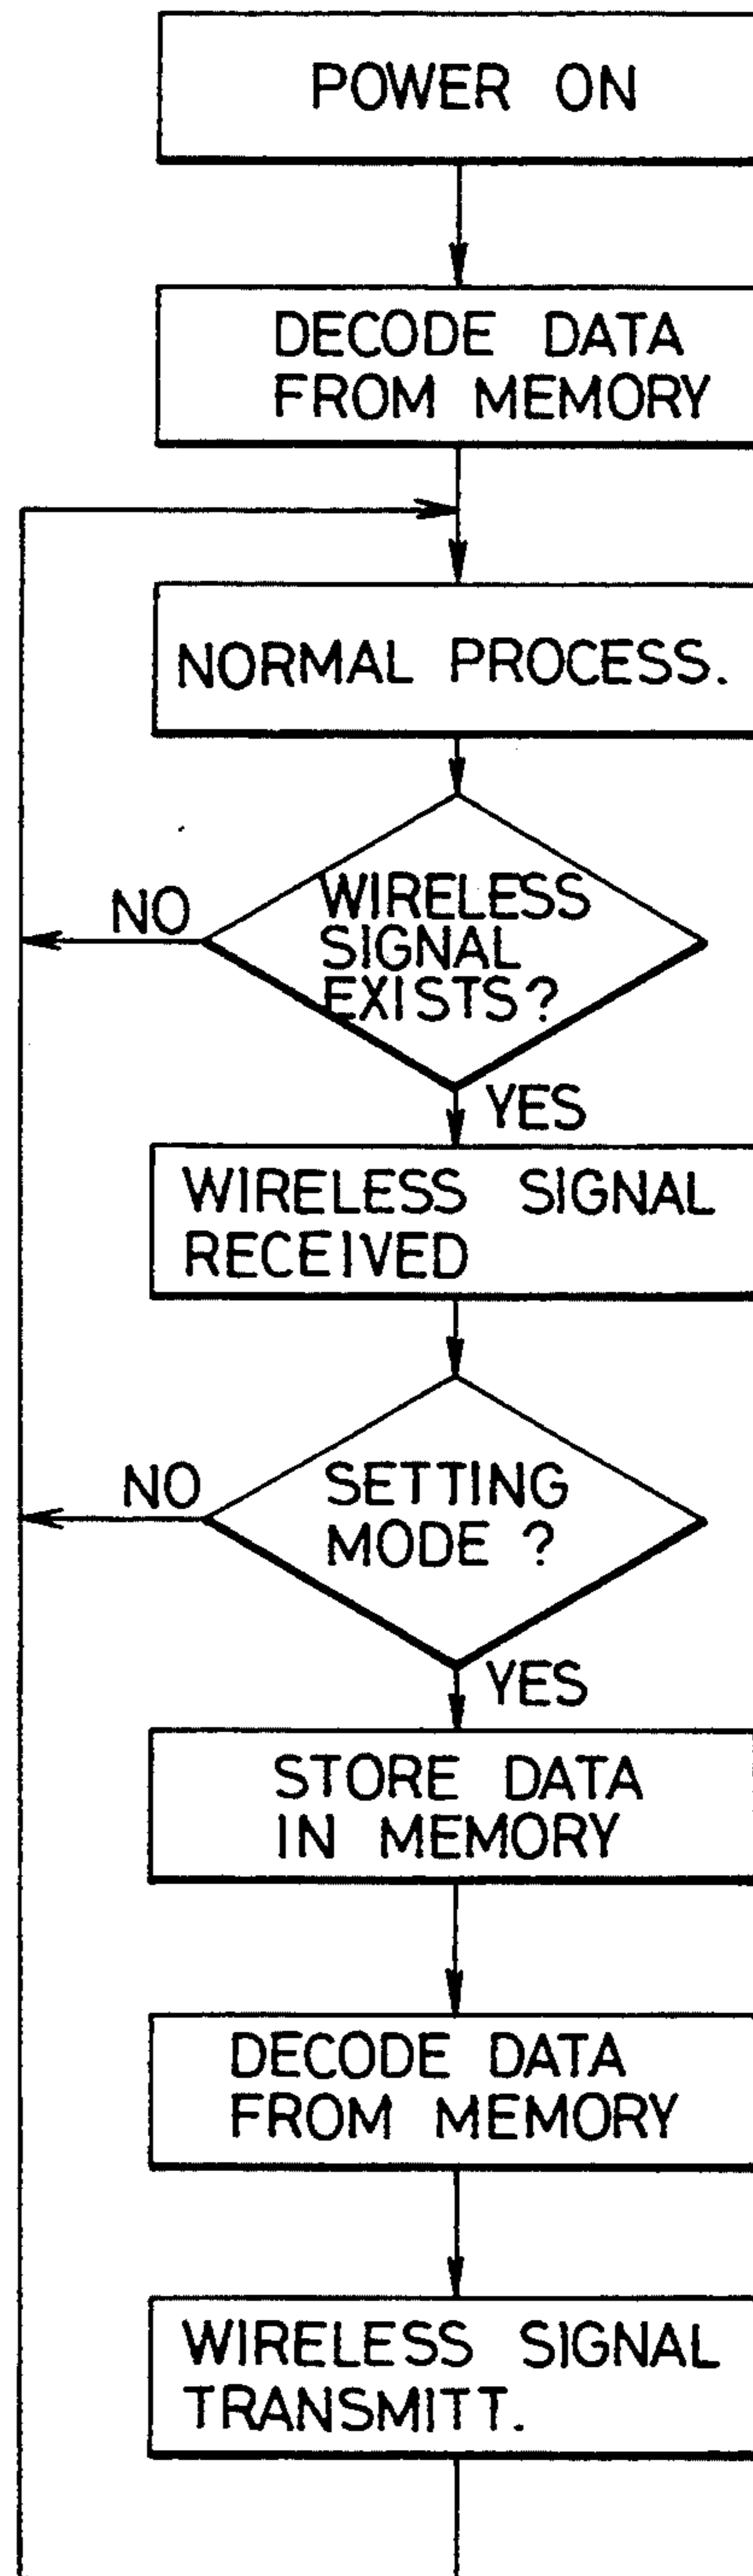 POWER ON
DECODE DATA
FROM MEMORY
NORMAL PROCESS.
NO
WIRELESS
SIGNAL
EXISTS?
YES
WIRELESS SIGNAL
RECEIVED
NO
SETTING
MODE ?
YES
STORE DATA
IN MEMORY
DECODE DATA
FROM MEMORY
WIRELESS SIGNAL
TRANSMITT.